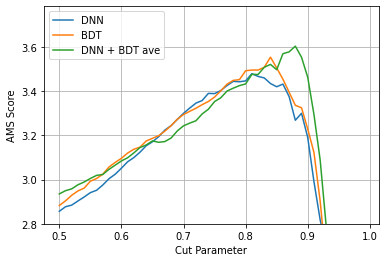 DNN
BDT
DNN + BDT ave
AMS Score
3.6
3.4
3.2
3.0
2.8
0.5 0.6 0.7 0.8 0.9 1.0
Cut Parameter